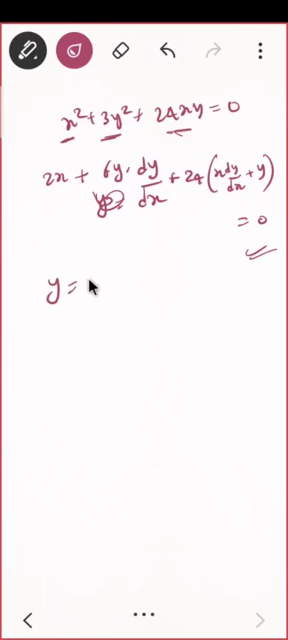 x² + 3y² + 24xy = 0
2x + 6y · dy/dx + 24 (x dy/dx + y)
= 0
y =